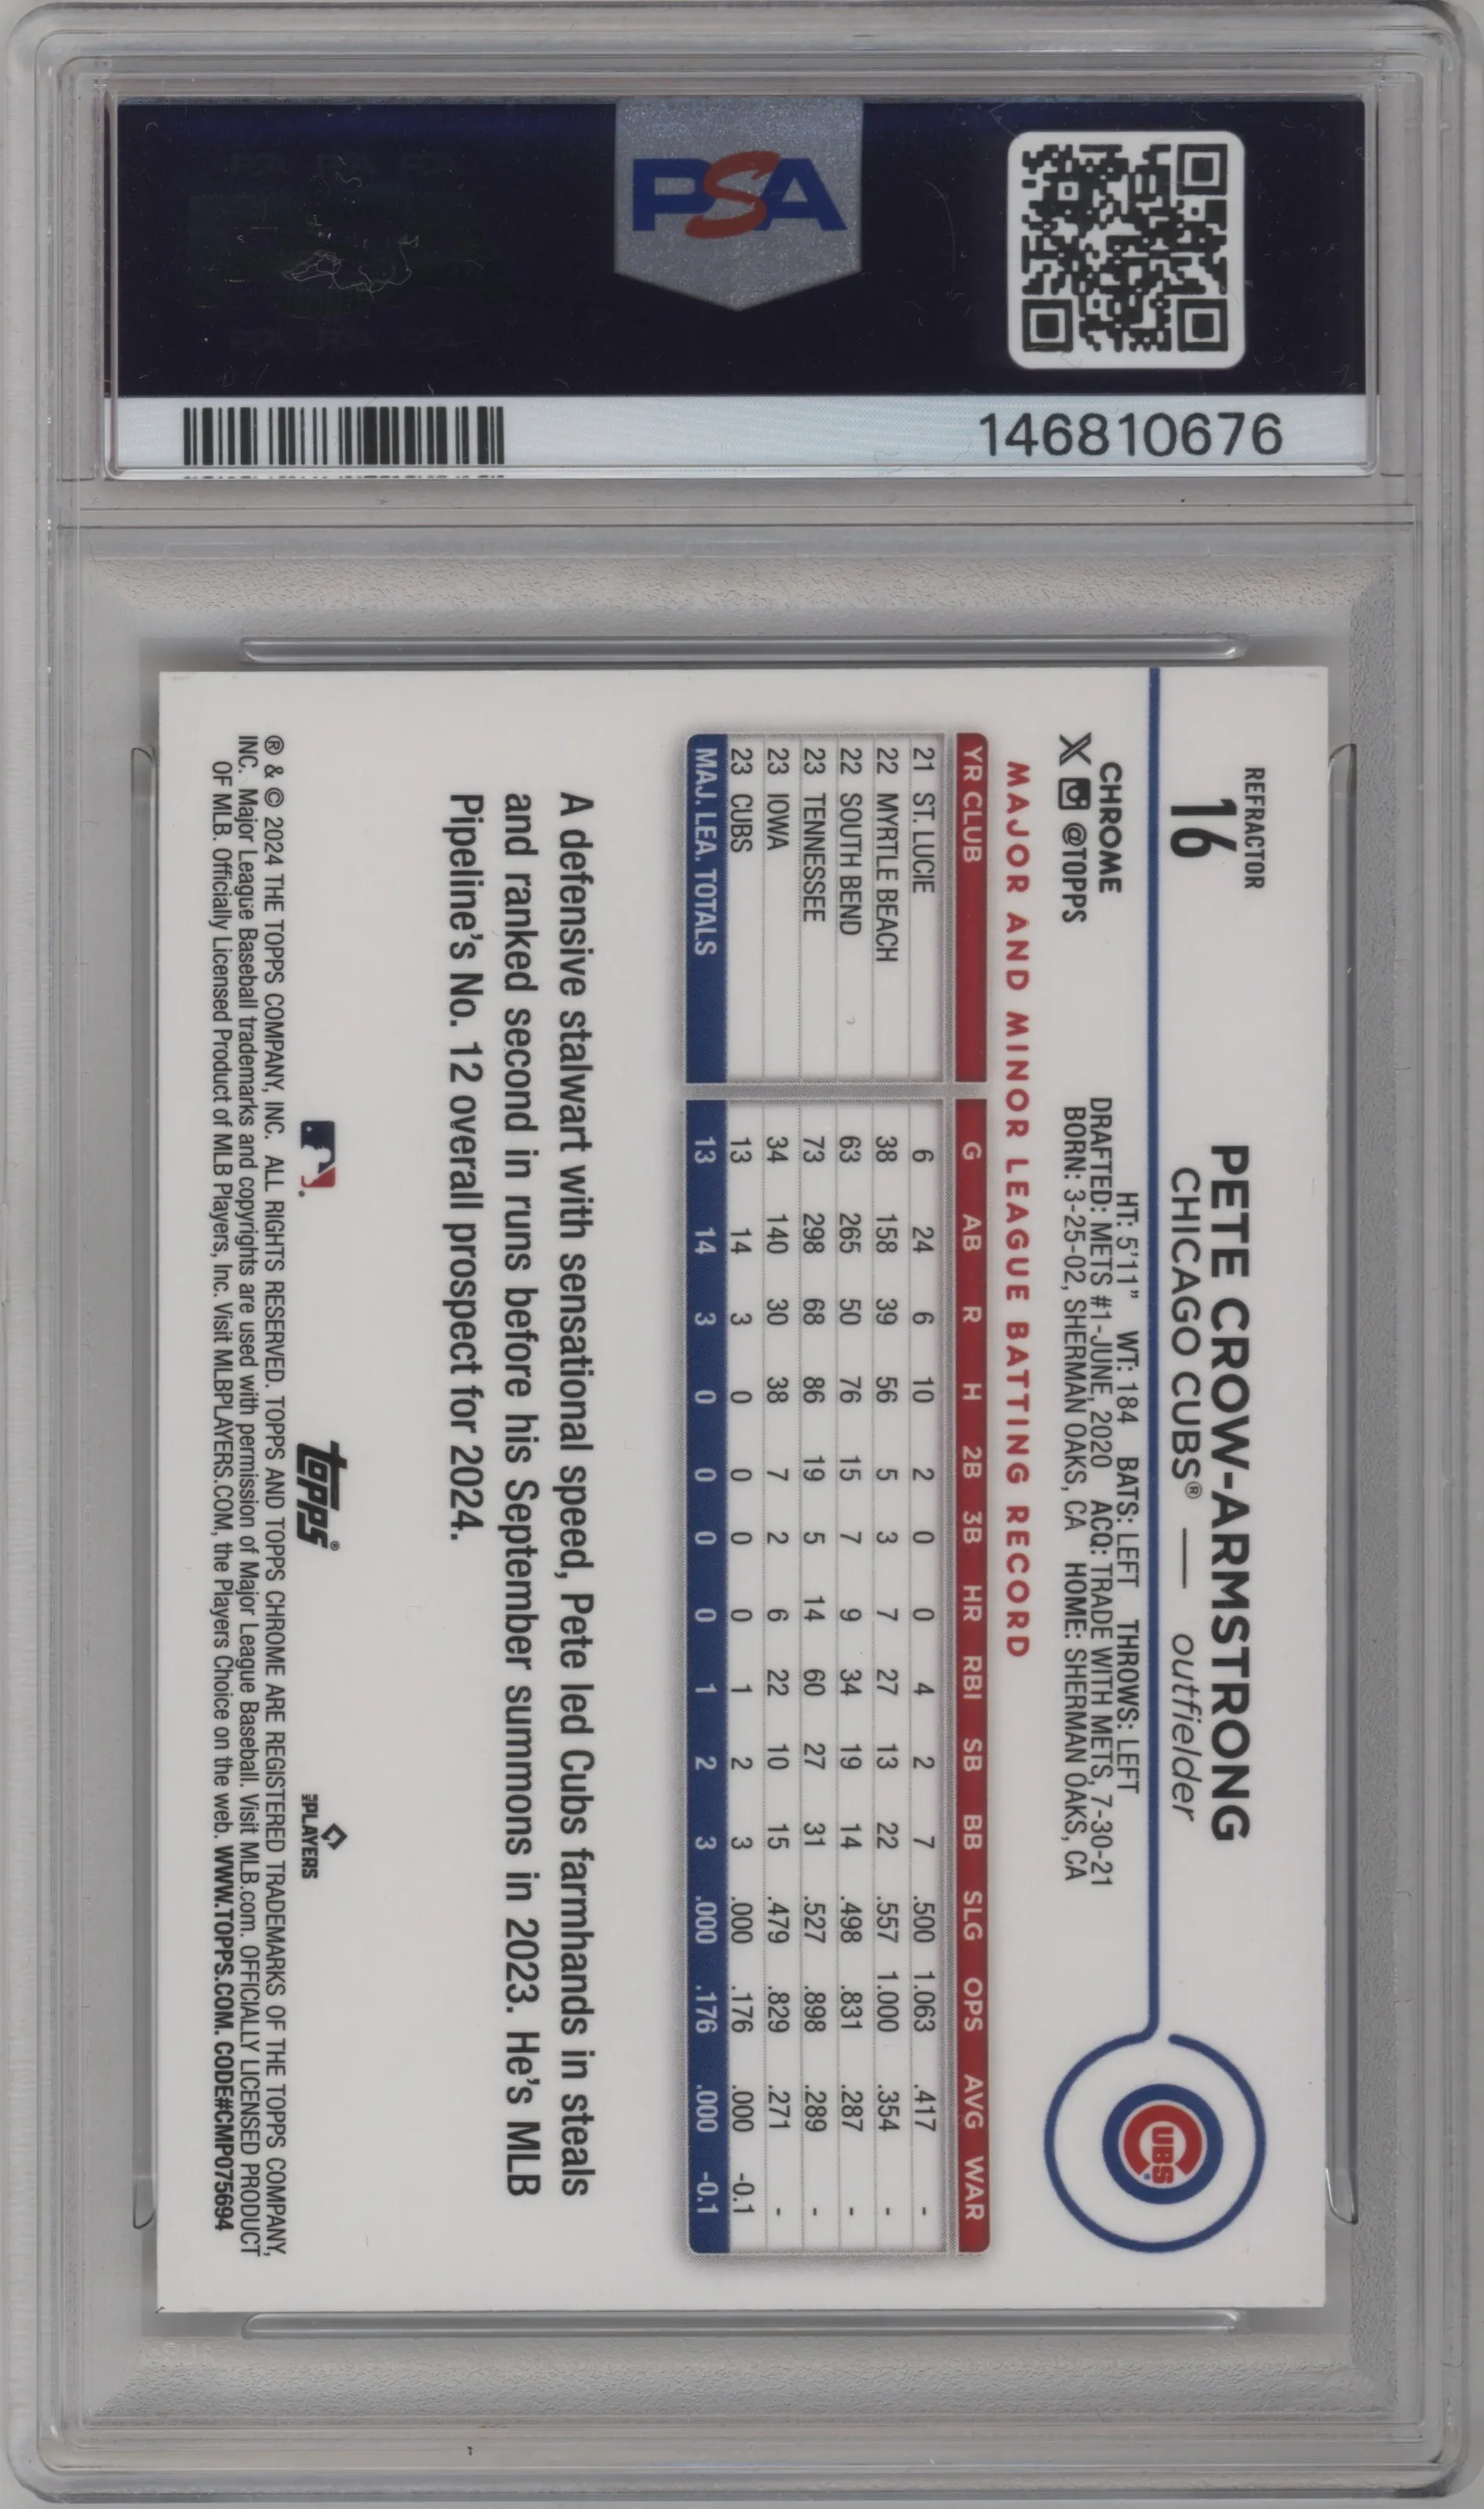 PSA
146810676
REFRACTOR
16
PETE CROW-ARMSTRONG
CHICAGO CUBS® — outfielder
CUBS
CHROME
X @TOPPS
HT: 5'11" WT: 184 BATS: LEFT THROWS: LEFT
DRAFTED: METS #1-JUNE, 2020 ACQ: TRADE WITH METS, 7-30-21
BORN: 3-25-02, SHERMAN OAKS, CA HOME: SHERMAN OAKS, CA
MAJOR AND MINOR LEAGUE BATTING RECORD
YR CLUB G AB R H 2B 3B HR RBI SB BB SLG OPS AVG WAR
21 ST. LUCIE 6 24 6 10 2 0 0 4 2 7 .500 1.063 .417 -
22 MYRTLE BEACH 38 158 39 56 5 3 7 27 13 22 .557 1.000 .354 -
22 SOUTH BEND 63 265 50 76 15 7 9 34 19 14 .498 .831 .287 -
23 TENNESSEE 73 298 68 86 19 5 14 60 27 31 .527 .898 .289 -
23 IOWA 34 140 30 38 7 2 6 22 10 15 .479 .829 .271 -
23 CUBS 13 14 3 0 0 0 0 1 2 3 .000 .176 .000 -0.1
MAJ. LEA. TOTALS 13 14 3 0 0 0 0 1 2 3 .000 .176 .000 -0.1
A defensive stalwart with sensational speed, Pete led Cubs farmhands in steals
and ranked second in runs before his September summons in 2023. He's MLB
Pipeline's No. 12 overall prospect for 2024.
topps®
PLAYERS
® & © 2024 THE TOPPS COMPANY, INC. ALL RIGHTS RESERVED. TOPPS AND TOPPS CHROME ARE REGISTERED TRADEMARKS OF THE TOPPS COMPANY,
INC. Major League Baseball trademarks and copyrights are used with permission of Major League Baseball. Visit MLB.com. OFFICIALLY LICENSED PRODUCT
OF MLB. Officially Licensed Product of MLB Players, Inc. Visit MLBPLAYERS.COM, the Players Choice on the web. WWW.TOPPS.COM. CODE#CMP075694